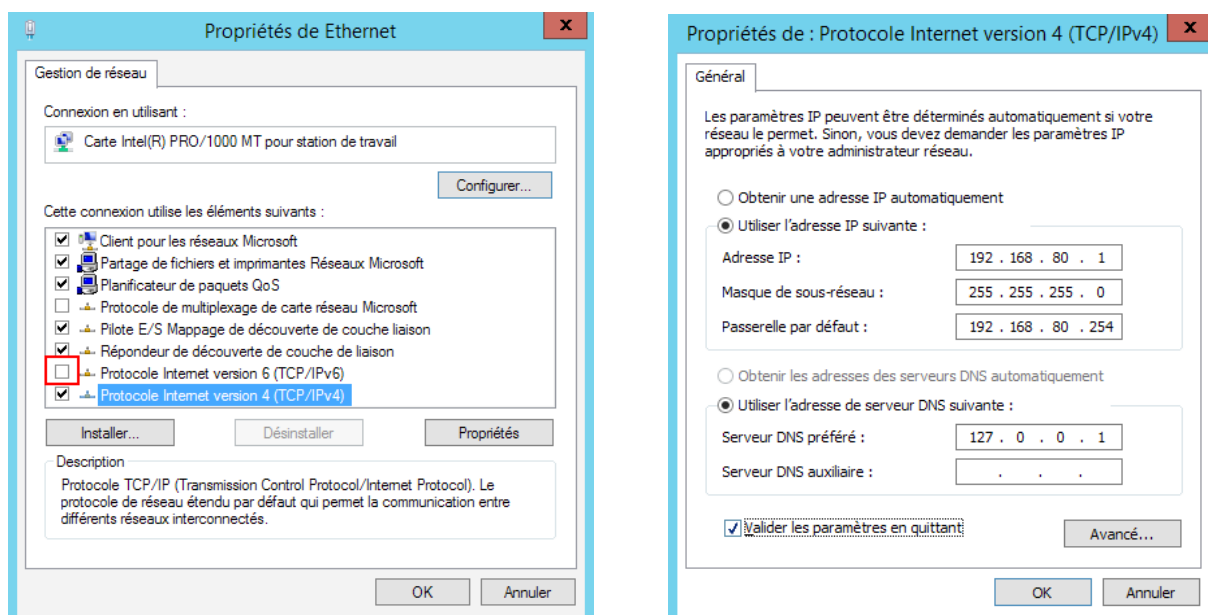 Propriétés de Ethernet
x
Gestion de réseau
Connexion en utilisant :
Carte Intel(R) PRO/1000 MT pour station de travail
Configurer...
Cette connexion utilise les éléments suivants :
Client pour les réseaux Microsoft
Partage de fichiers et imprimantes Réseaux Microsoft
Planificateur de paquets QoS
Protocole de multiplexage de carte réseau Microsoft
Pilote E/S Mappage de découverte de couche liaison
Répondeur de découverte de couche de liaison
Protocole Internet version 6 (TCP/IPv6)
Protocole Internet version 4 (TCP/IPv4)
Installer...
Désinstaller
Propriétés
Description
Protocole TCP/IP (Transmission Control Protocol/Internet Protocol). Le
protocole de réseau étendu par défaut qui permet la communication entre
différents réseaux interconnectés.
OK
Annuler
Propriétés de : Protocole Internet version 4 (TCP/IPv4)
x
Général
Les paramètres IP peuvent être déterminés automatiquement si votre
réseau le permet. Sinon, vous devez demander les paramètres IP
appropriés à votre administrateur réseau.
Obtenir une adresse IP automatiquement
Utiliser l'adresse IP suivante :
Adresse IP : 192 . 168 . 80 . 1
Masque de sous-réseau : 255 . 255 . 255 . 0
Passerelle par défaut : 192 . 168 . 80 . 254
Obtenir les adresses des serveurs DNS automatiquement
Utiliser l'adresse de serveur DNS suivante :
Serveur DNS préféré : 127 . 0 . 0 . 1
Serveur DNS auxiliaire : . . .
Valider les paramètres en quittant
Avancé...
OK
Annuler